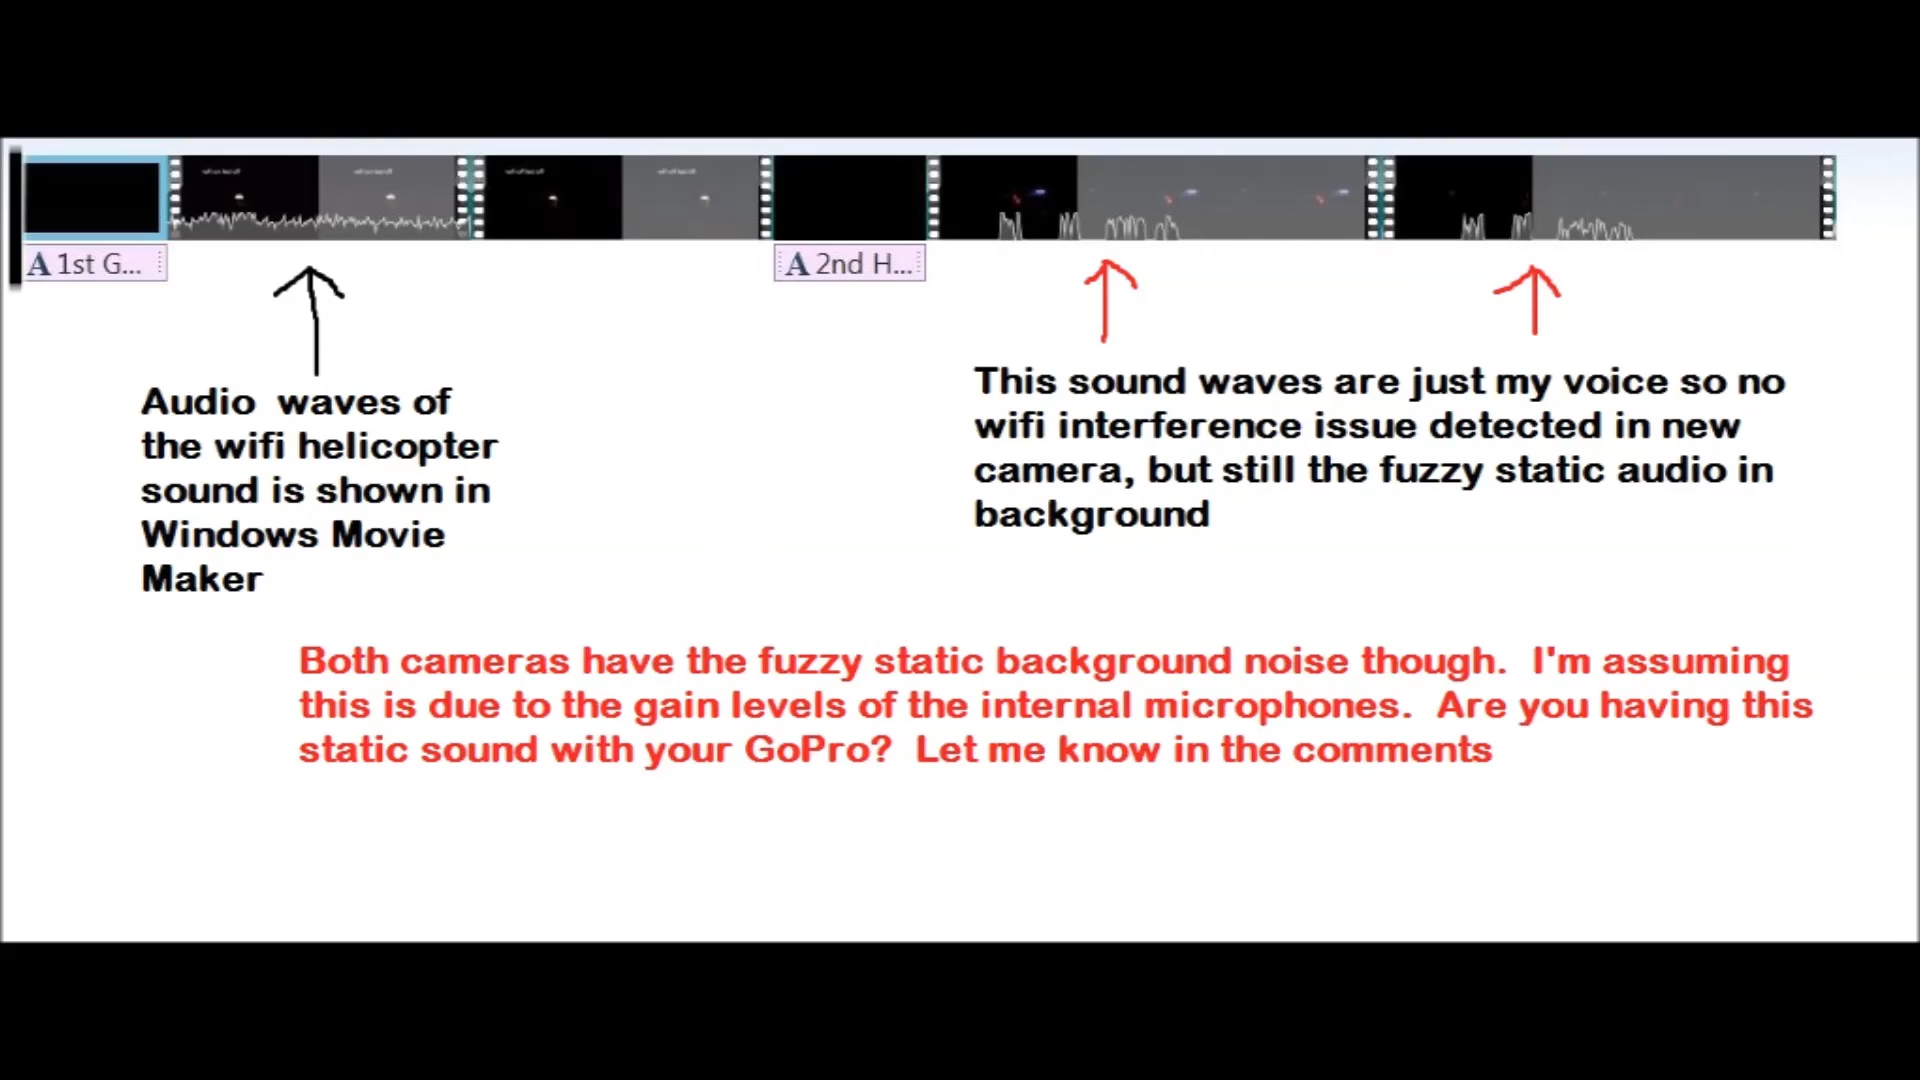 A 1st G...
A 2nd H...
Audio waves of
the wifi helicopter
sound is shown in
Windows Movie
Maker
This sound waves are just my voice so no
wifi interference issue detected in new
camera, but still the fuzzy static audio in
background
Both cameras have the fuzzy static background noise though. I'm assuming
this is due to the gain levels of the internal microphones. Are you having this
static sound with your GoPro? Let me know in the comments